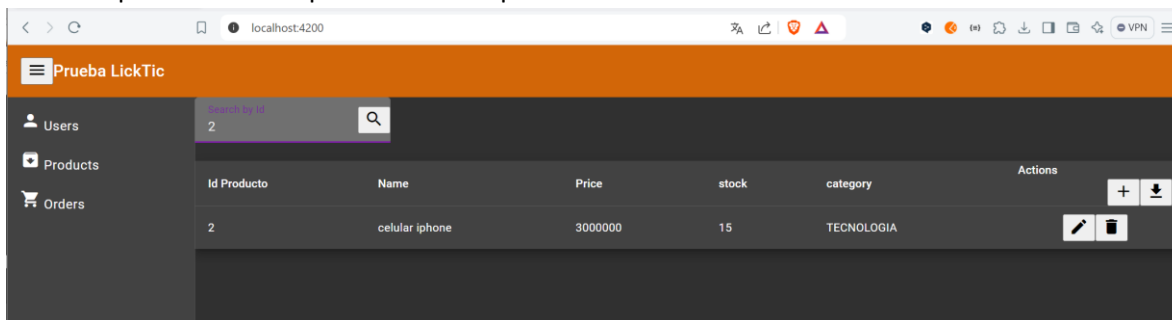 localhost:4200
VPN
Prueba LickTic
Users
Products
Orders
Search by Id
2
Id Producto Name Price stock category Actions
2 celular iphone 3000000 15 TECNOLOGIA